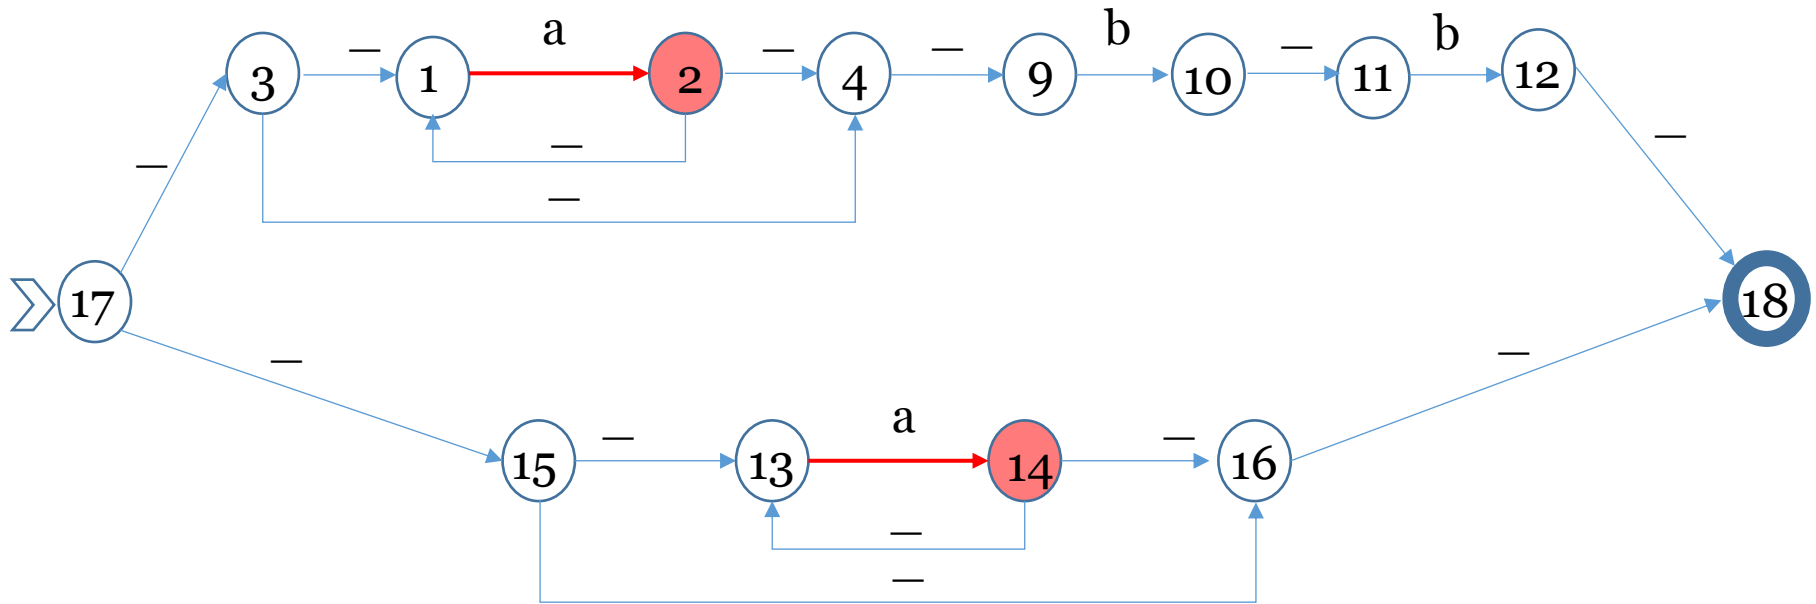 a b b
– – – –
3 1 2 4 9 10 11 12
–
–
– –
17 18
– –
a
– –
15 13 14 16
–
–